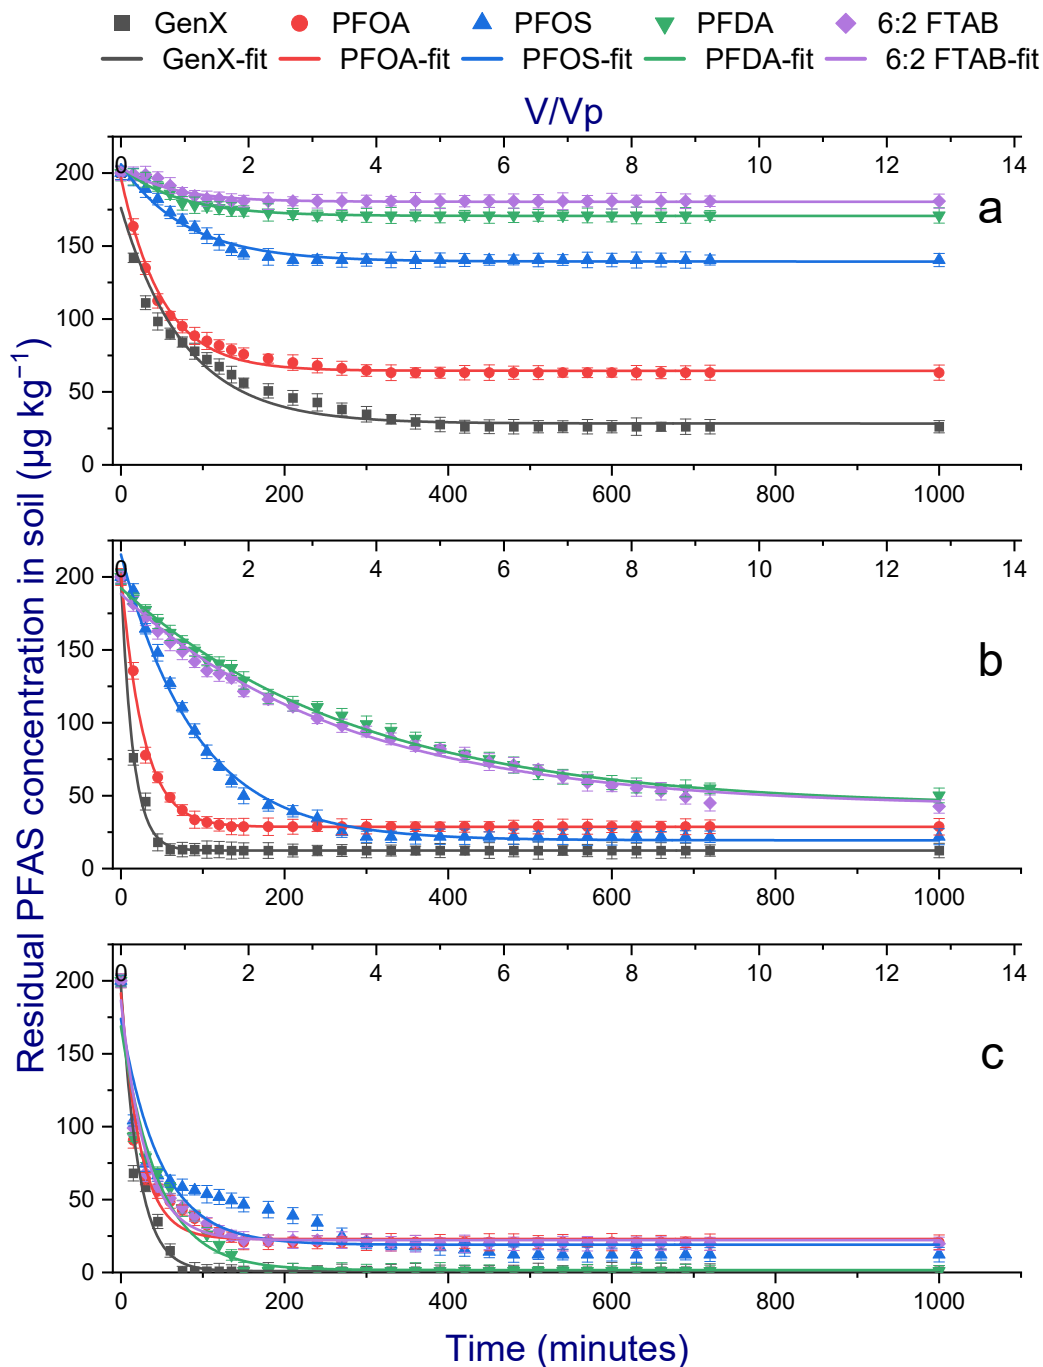 GenX PFOA PFOS PFDA 6:2 FTAB
GenX-fit PFOA-fit PFOS-fit PFDA-fit 6:2 FTAB-fit
V/Vp
0 2 4 6 8 10 12 14
200
150
100
50
0
a
0 200 400 600 800 1000
0 2 4 6 8 10 12 14
200
150
100
50
0
b
0 200 400 600 800 1000
0 2 4 6 8 10 12 14
200
150
100
50
0
c
0 200 400 600 800 1000
Residual PFAS concentration in soil (µg kg⁻¹)
Time (minutes)